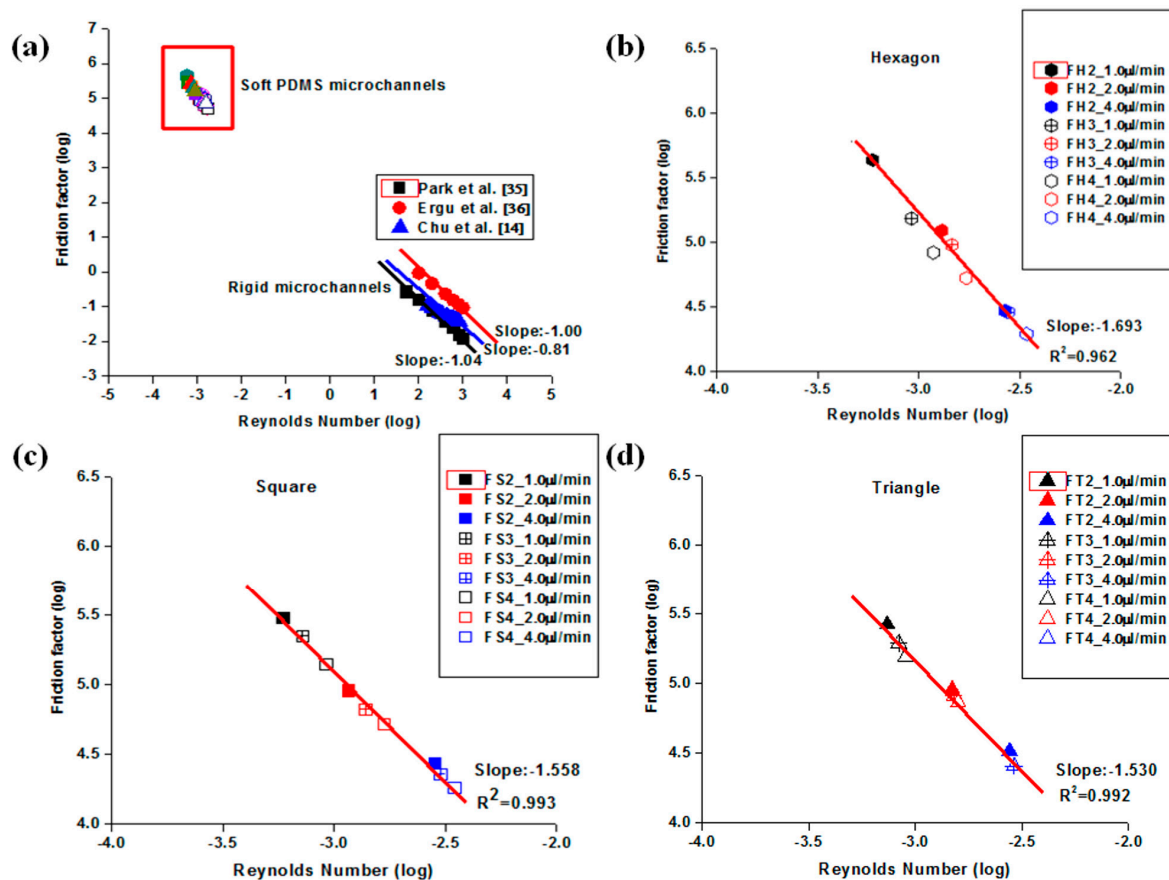 (a)
7
6
5
4
3
2
1
0
-1
-2
-3
-5 -4 -3 -2 -1 0 1 2 3 4 5
Friction factor (log)
Reynolds Number (log)
Soft PDMS microchannels
Park et al. [35]
Ergu et al. [36]
Chu et al. [14]
Rigid microchannels
Slope:-1.00
Slope:-0.81
Slope:-1.04
(b)
Hexagon
6.5
6.0
5.5
5.0
4.5
4.0
-4.0 -3.5 -3.0 -2.5 -2.0
Friction factor (log)
Reynolds Number (log)
FH2_1.0μl/min
FH2_2.0μl/min
FH2_4.0μl/min
FH3_1.0μl/min
FH3_2.0μl/min
FH3_4.0μl/min
FH4_1.0μl/min
FH4_2.0μl/min
FH4_4.0μl/min
Slope:-1.693
R²=0.962
(c)
Square
6.5
6.0
5.5
5.0
4.5
4.0
-4.0 -3.5 -3.0 -2.5 -2.0
Friction factor (log)
Reynolds Number (log)
FS2_1.0μl/min
FS2_2.0μl/min
FS2_4.0μl/min
FS3_1.0μl/min
FS3_2.0μl/min
FS3_4.0μl/min
FS4_1.0μl/min
FS4_2.0μl/min
FS4_4.0μl/min
Slope:-1.558
R²=0.993
(d)
Triangle
6.5
6.0
5.5
5.0
4.5
4.0
-4.0 -3.5 -3.0 -2.5 -2.0
Friction factor (log)
Reynolds Number (log)
FT2_1.0μl/min
FT2_2.0μl/min
FT2_4.0μl/min
FT3_1.0μl/min
FT3_2.0μl/min
FT3_4.0μl/min
FT4_1.0μl/min
FT4_2.0μl/min
FT4_4.0μl/min
Slope:-1.530
R²=0.992